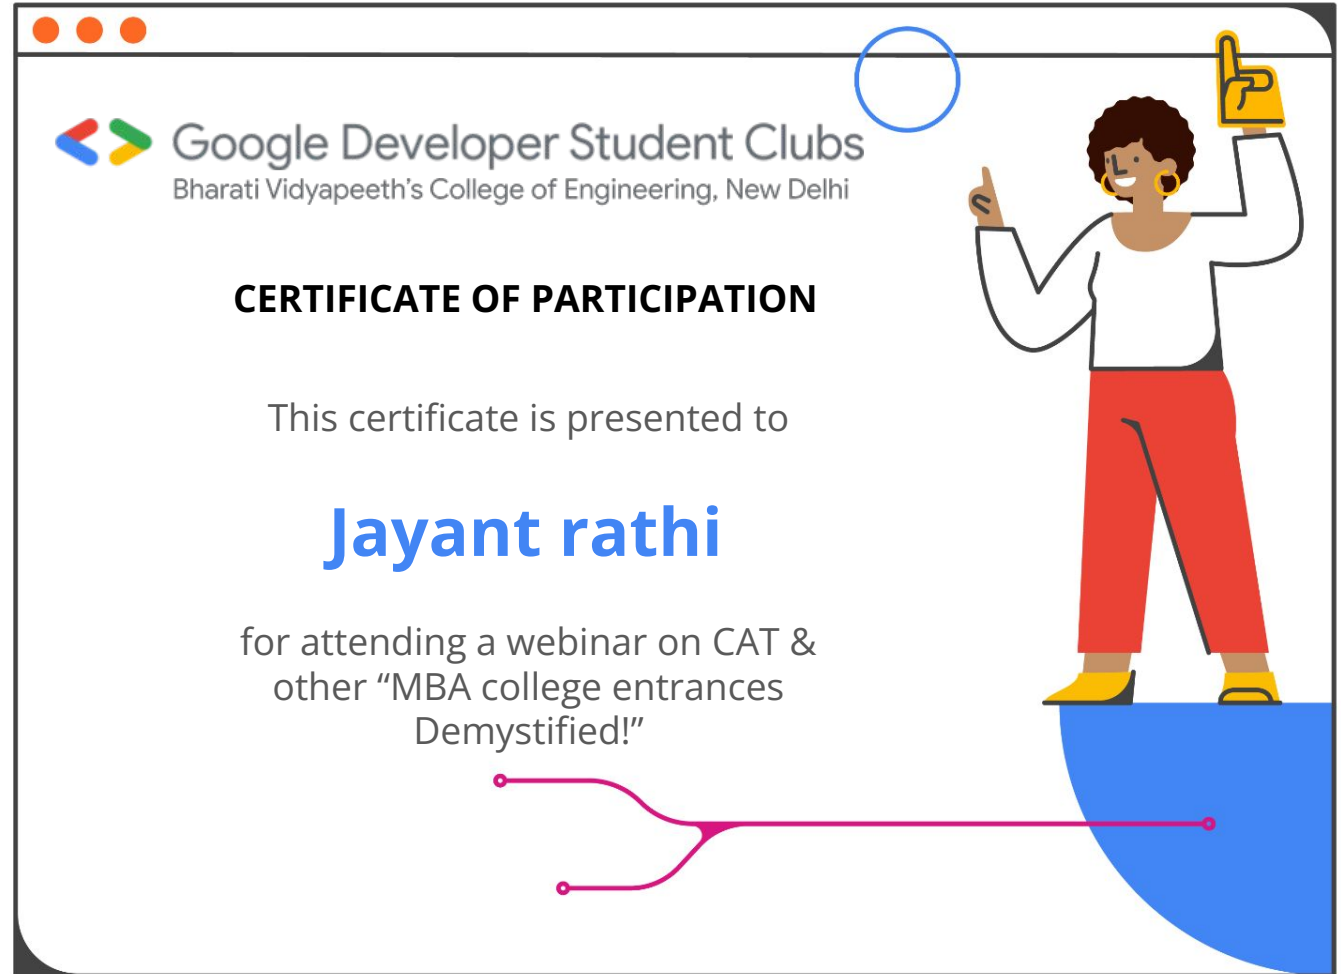 Google Developer Student Clubs
Bharati Vidyapeeth's College of Engineering, New Delhi
CERTIFICATE OF PARTICIPATION
This certificate is presented to
Jayant rathi
for attending a webinar on CAT &
other “MBA college entrances
Demystified!”